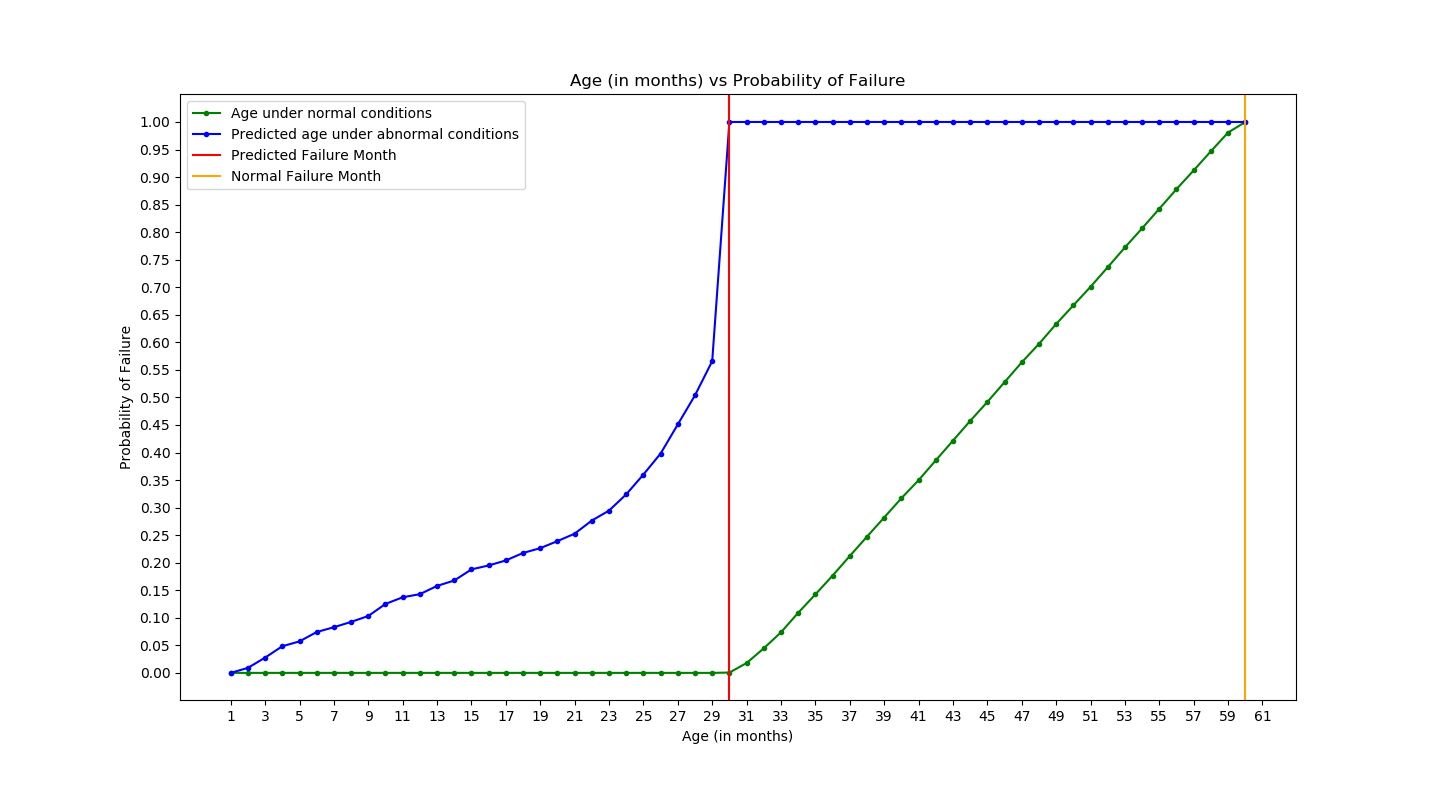 Age (in months) vs Probability of Failure
Age under normal conditions
Predicted age under abnormal conditions
Predicted Failure Month
Normal Failure Month
1.00
0.95
0.90
0.85
0.80
0.75
0.70
0.65
0.60
0.55
0.50
0.45
0.40
0.35
0.30
0.25
0.20
0.15
0.10
0.05
0.00
Probability of Failure
1 3 5 7 9 11 13 15 17 19 21 23 25 27 29 31 33 35 37 39 41 43 45 47 49 51 53 55 57 59 61
Age (in months)